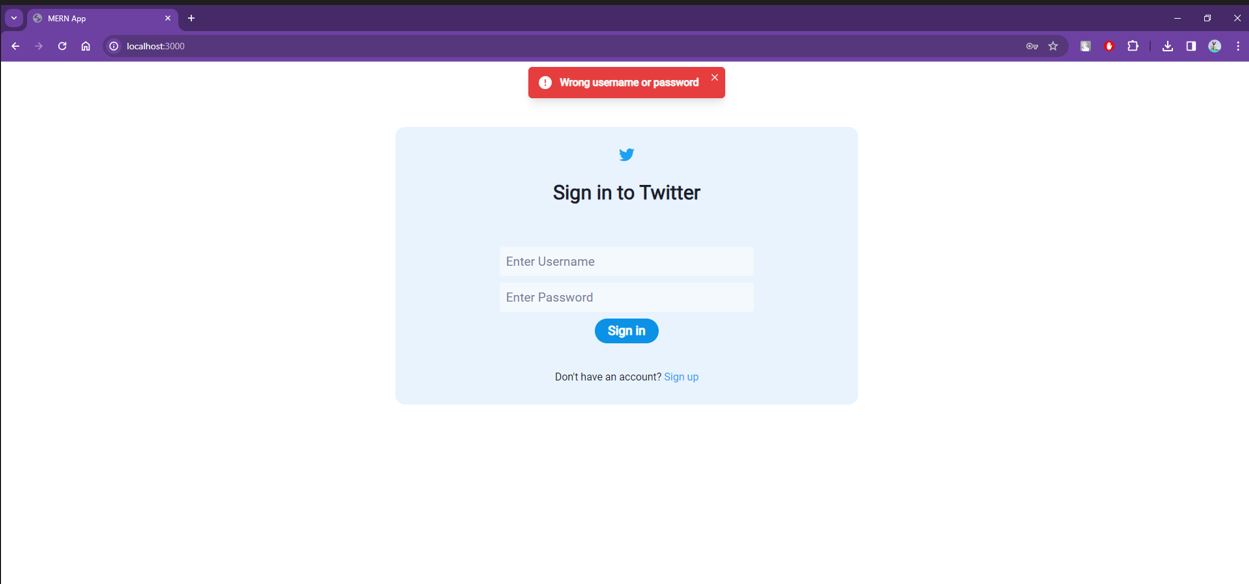 MERN App
localhost:3000
Wrong username or password
Sign in to Twitter
Enter Username
Enter Password
Sign in
Don't have an account? Sign up